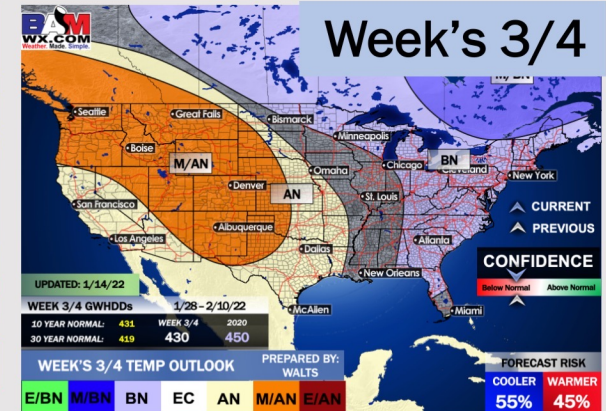 BAM
WX.COM
Weather. Made. Simple.
Week's 3/4
M/BN
Seattle
Great Falls
Bismarck
Minneapolis
Boise
M/AN
BN
Chicago
Cleveland
New York
Omaha
Denver
AN
St. Louis
San Francisco
CURRENT
PREVIOUS
Albuquerque
Atlanta
Los Angeles
Dallas
CONFIDENCE
New Orleans
Below Normal
Above Normal
UPDATED: 1/14/22
McAllen
Miami
WEEK 3/4 GWHDDs
1/28 - 2/10/22
10 YEAR NORMAL: 431
WEEK 3/4
2020
30 YEAR NORMAL: 419
430
450
WEEK'S 3/4 TEMP OUTLOOK
PREPARED BY:
WALTS
FORECAST RISK
COOLER
WARMER
55%
45%
E/BN
M/BN
BN
EC
AN
M/AN
E/AN